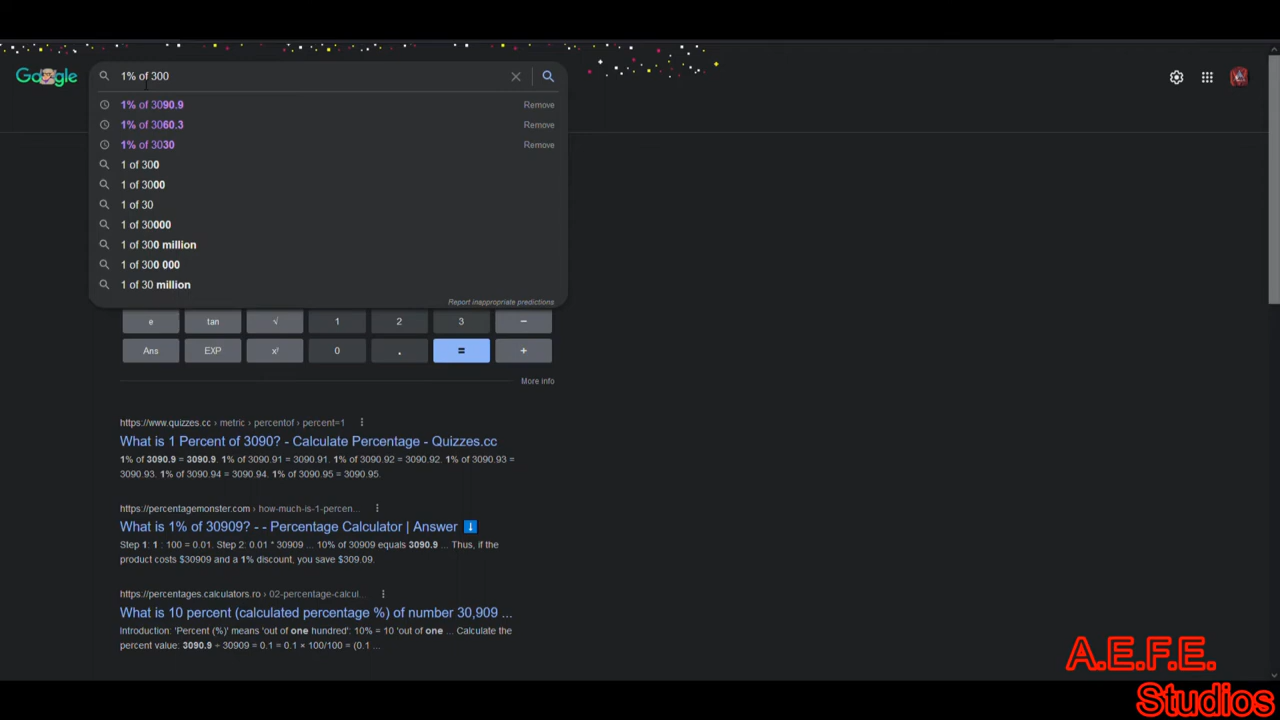 Google
1% of 300
1% of 3090.9 Remove
1% of 3060.3 Remove
1% of 3030 Remove
1 of 300
1 of 3000
1 of 30
1 of 30000
1 of 300 million
1 of 300 000
1 of 30 million
Report inappropriate predictions
e tan √ 1 2 3 −
Ans EXP xʸ 0 . = +
More info
https://www.quizzes.cc › metric › percentof › percent=1
What is 1 Percent of 3090? - Calculate Percentage - Quizzes.cc
1% of 3090.9 = 3090.9. 1% of 3090.91 = 3090.91. 1% of 3090.92 = 3090.92. 1% of 3090.93 =
3090.93. 1% of 3090.94 = 3090.94. 1% of 3090.95 = 3090.95.
https://percentagemonster.com › how-much-is-1-percen...
What is 1% of 30909? - - Percentage Calculator | Answer ⬇
Step 1: 1 : 100 = 0.01. Step 2: 0.01 * 30909 ... 10% of 30909 equals 3090.9 ... Thus, if the
product costs $30909 and a 1% discount, you save $309.09.
https://percentages.calculators.ro › 02-percentage-calcul...
What is 10 percent (calculated percentage %) of number 30,909 ...
Introduction: 'Percent (%)' means 'out of one hundred': 10% = 10 'out of one ... Calculate the
percent value: 3090.9 ÷ 30909 = 0.1 = 0.1 × 100/100 = (0.1 ...
A.E.F.E.
Studios